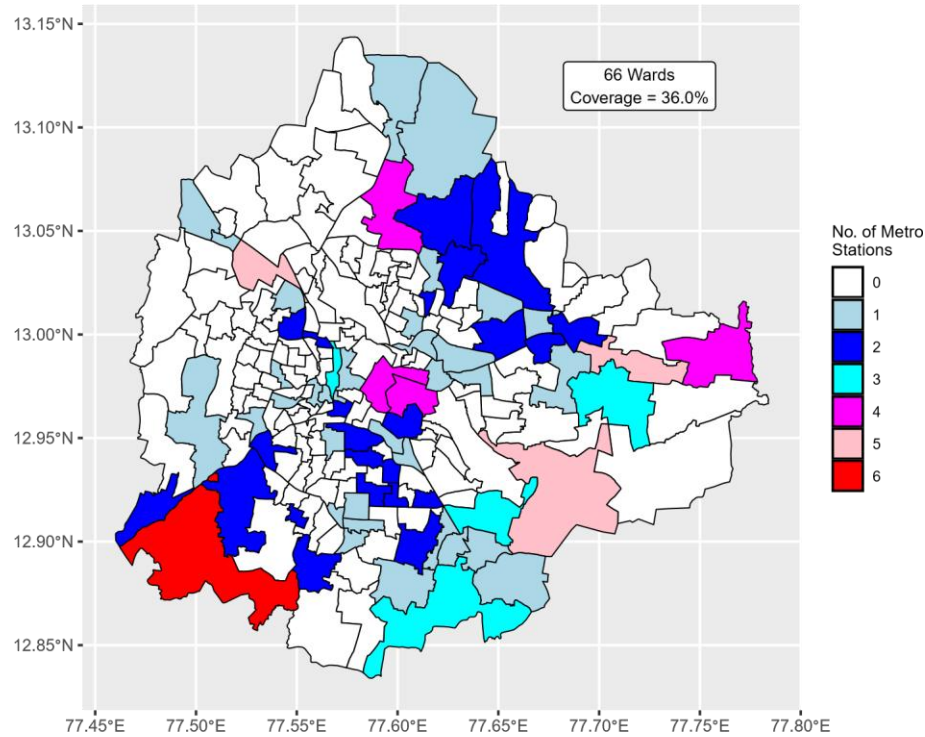 13.15°N
13.10°N
13.05°N
13.00°N
12.95°N
12.90°N
12.85°N
66 Wards
Coverage = 36.0%
No. of Metro
Stations
0
1
2
3
4
5
6
77.45°E 77.50°E 77.55°E 77.60°E 77.65°E 77.70°E 77.75°E 77.80°E